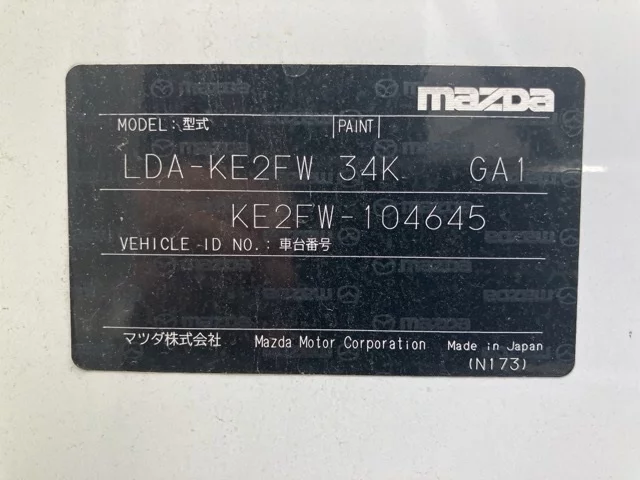 mazda
MODEL: 型式 |PAINT|
LDA-KE2FW 34K GA1
KE2FW-104645
VEHICLE ID NO.: 車台番号
マツダ株式会社 Mazda Motor Corporation Made in Japan
(N173)